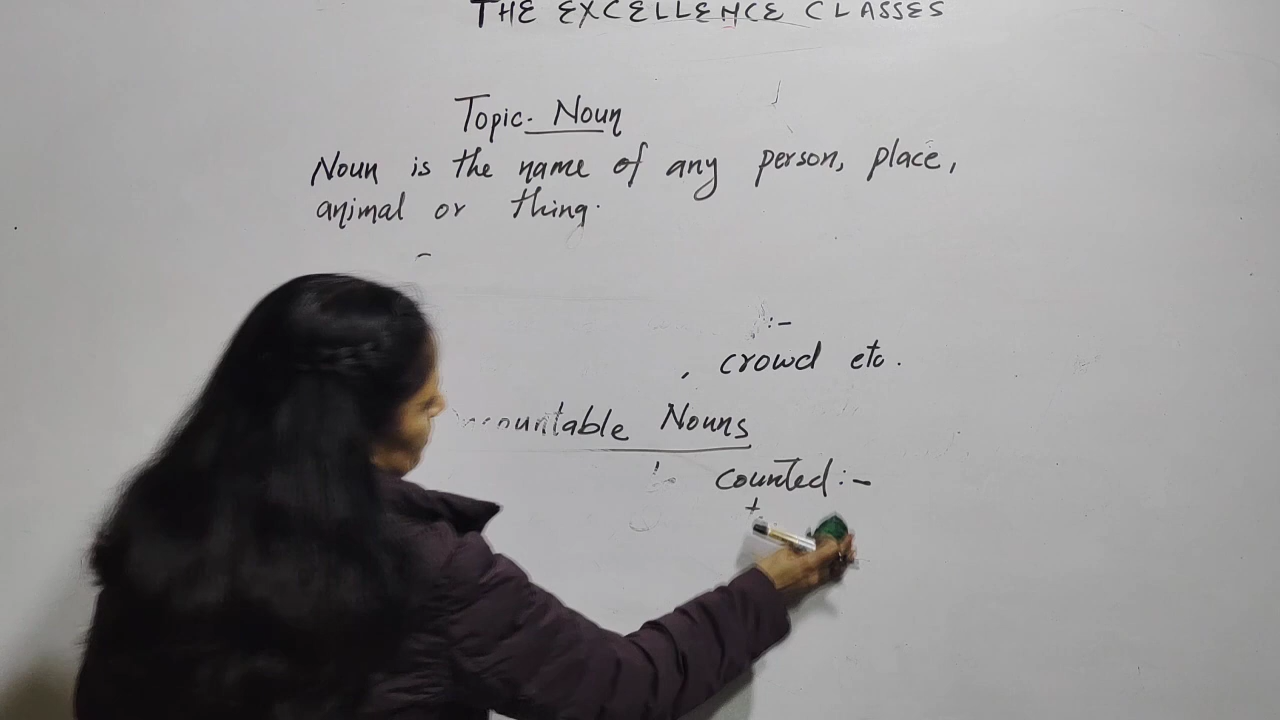 THE EXCELLENCE CLASSES
Topic. Noun
Noun is the name of any person, place,
animal or thing.
:-
, crowd etc.
Nouns
counted:-